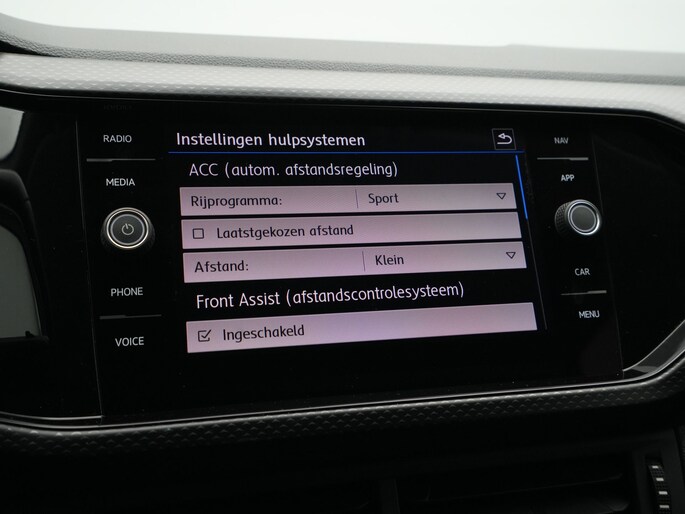 RADIO
MEDIA
PHONE
VOICE
Instellingen hulpsystemen
ACC (autom. afstandsregeling)
Rijprogramma: Sport
Laatstgekozen afstand
Afstand: Klein
Front Assist (afstandscontrolesysteem)
Ingeschakeld
NAV
APP
CAR
MENU